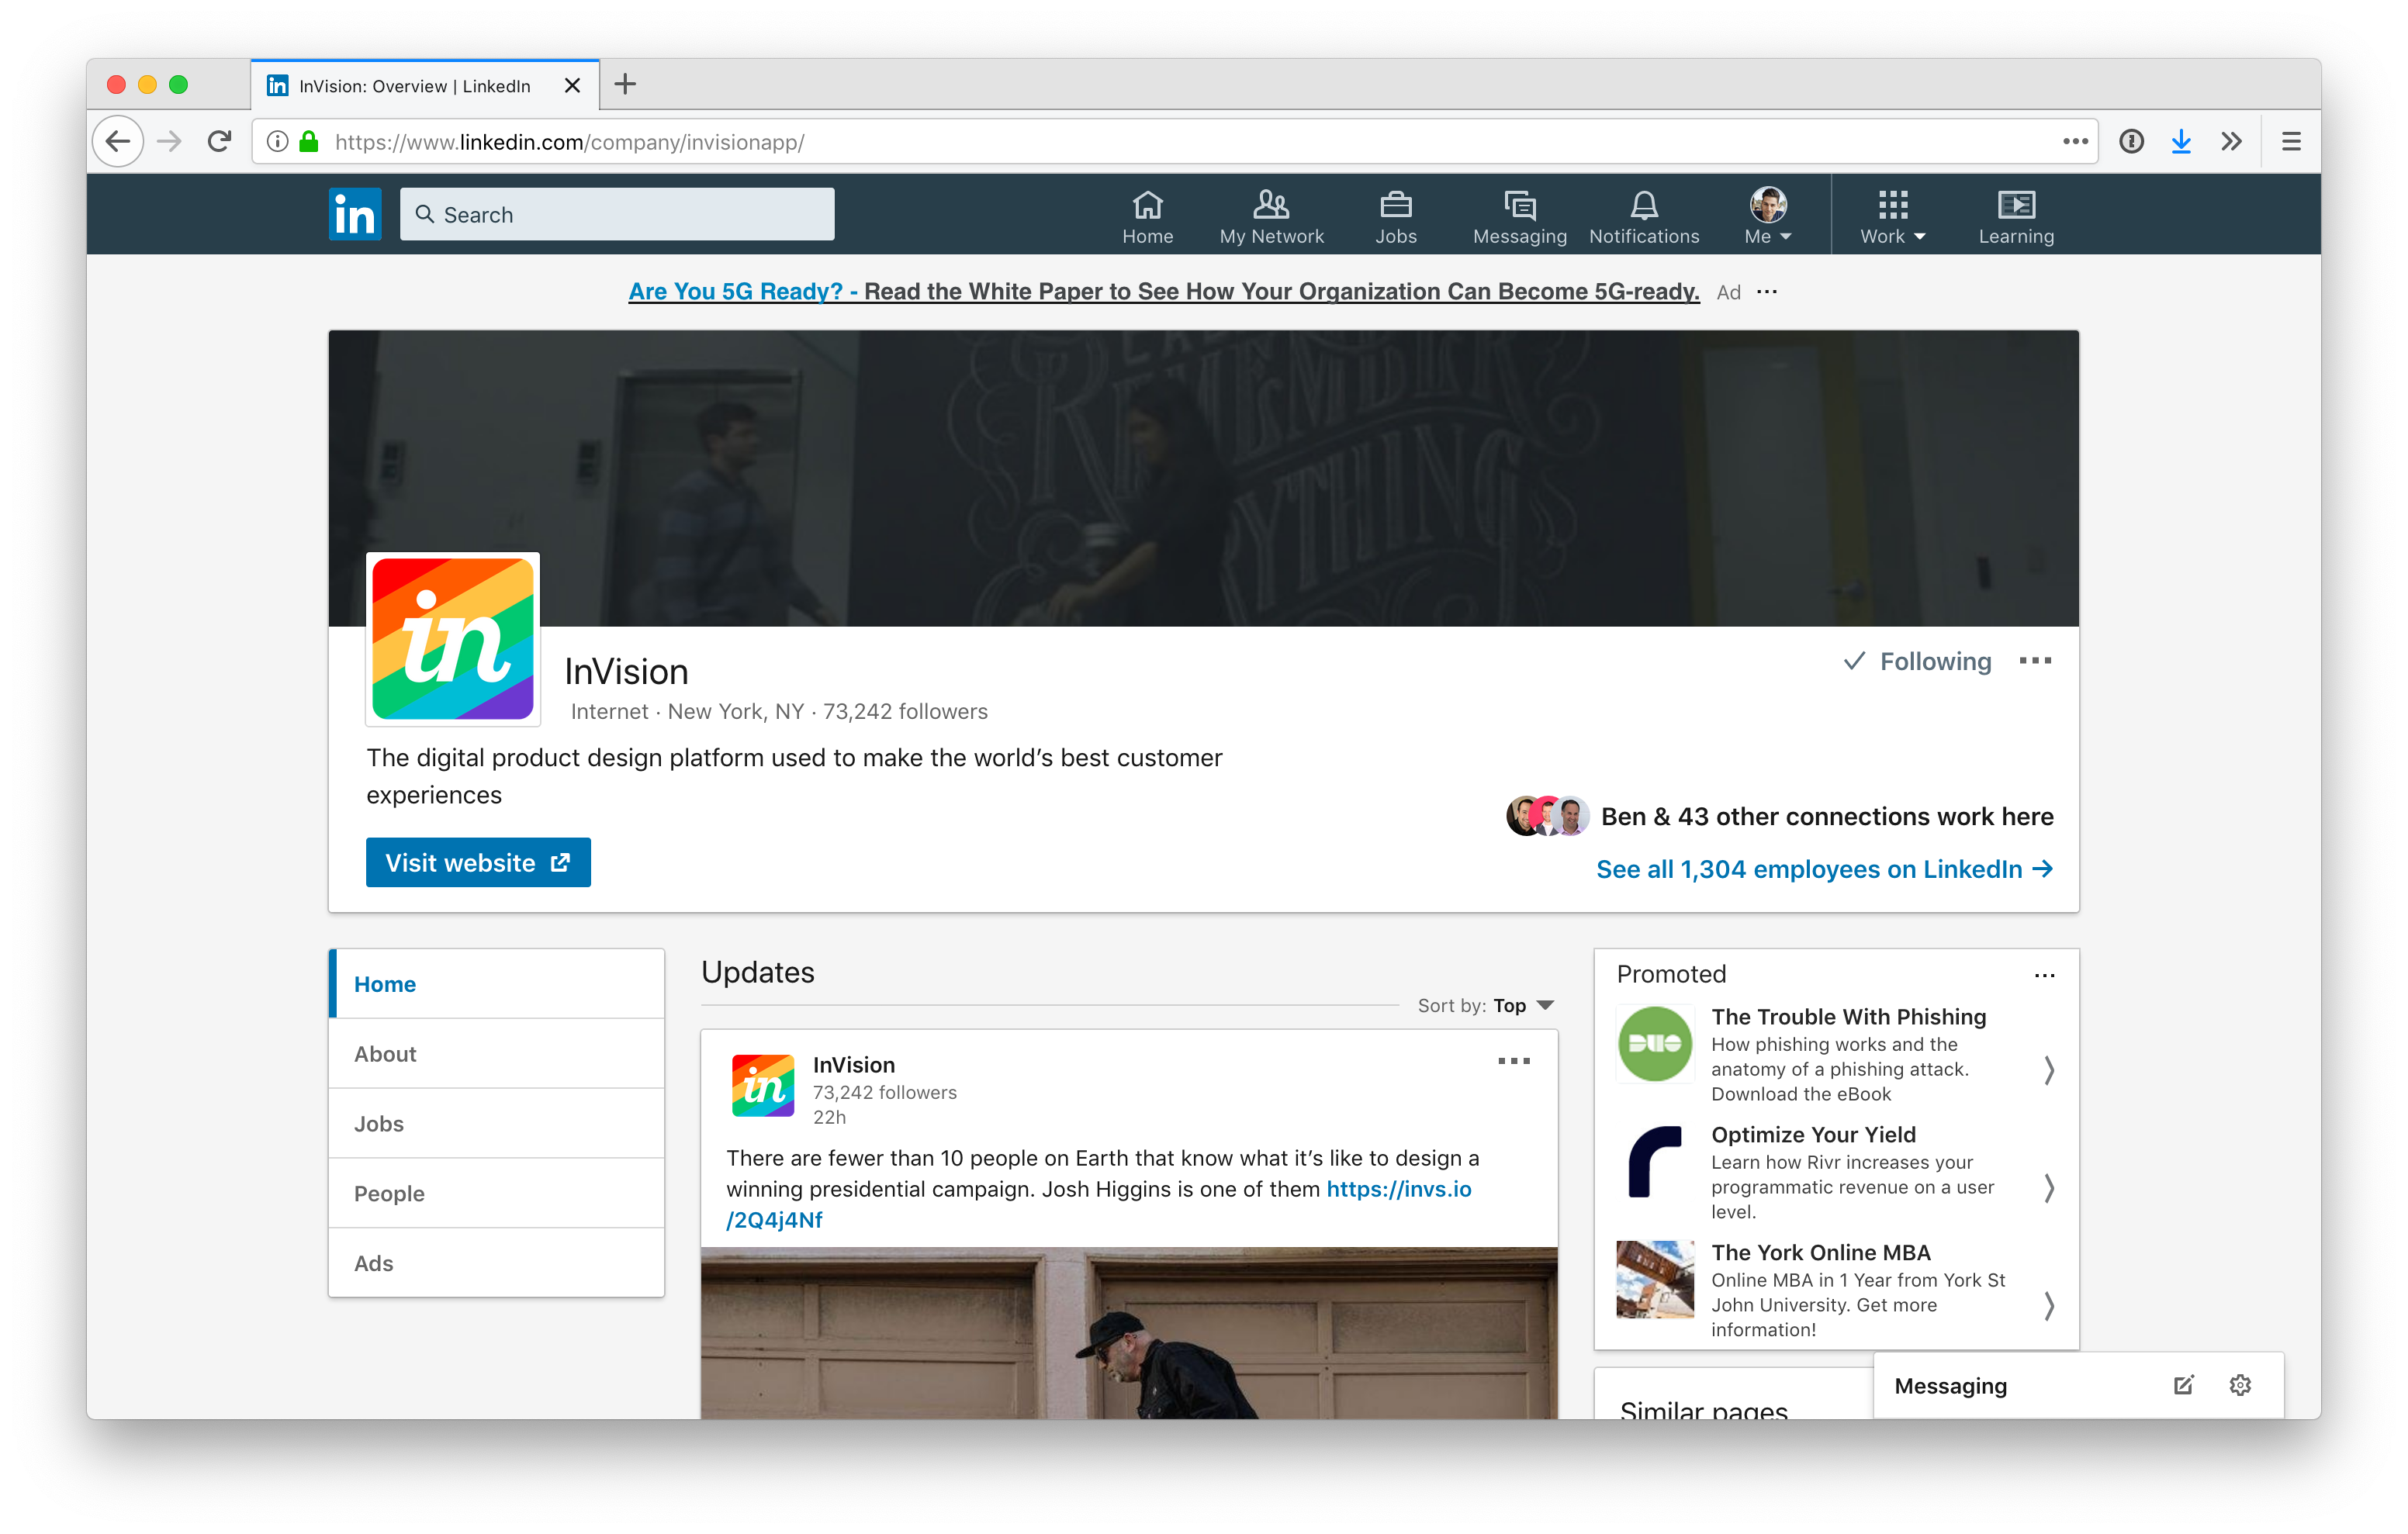 InVision: Overview | LinkedIn
https://www.linkedin.com/company/invisionapp/
in
Search
Home
My Network
Jobs
Messaging
Notifications
Me
Work
Learning
Are You 5G Ready? - Read the White Paper to See How Your Organization Can Become 5G-ready. Ad
REMEMBER
in
InVision
Following
Internet · New York, NY · 73,242 followers
The digital product design platform used to make the world’s best customer
experiences
Ben & 43 other connections work here
Visit website
See all 1,304 employees on LinkedIn
Home
About
Jobs
People
Ads
Updates
Sort by: Top
in
InVision
73,242 followers
22h
There are fewer than 10 people on Earth that know what it’s like to design a
winning presidential campaign. Josh Higgins is one of them https://invs.io
/2Q4j4Nf
Promoted
DUO
The Trouble With Phishing
How phishing works and the
anatomy of a phishing attack.
Download the eBook
Optimize Your Yield
Learn how Rivr increases your
programmatic revenue on a user
level.
The York Online MBA
Online MBA in 1 Year from York St
John University. Get more
information!
Similar pages
Messaging